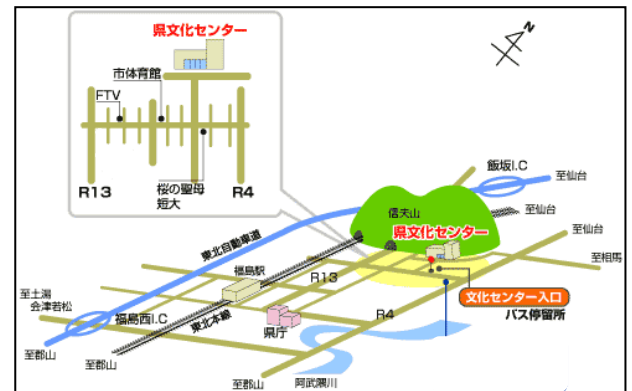 県文化センター
市体育館
FTV
R13
桜の聖母
短大
R4
N
飯坂I.C
至仙台
信夫山
至仙台
県文化センター
至仙台
東北自動車道
至相馬
福島駅
R13
至土湯
会津若松
文化センター入口
バス停留所
福島西I.C
東北本線
県庁
R4
至郡山
至郡山
至郡山
阿武隈川